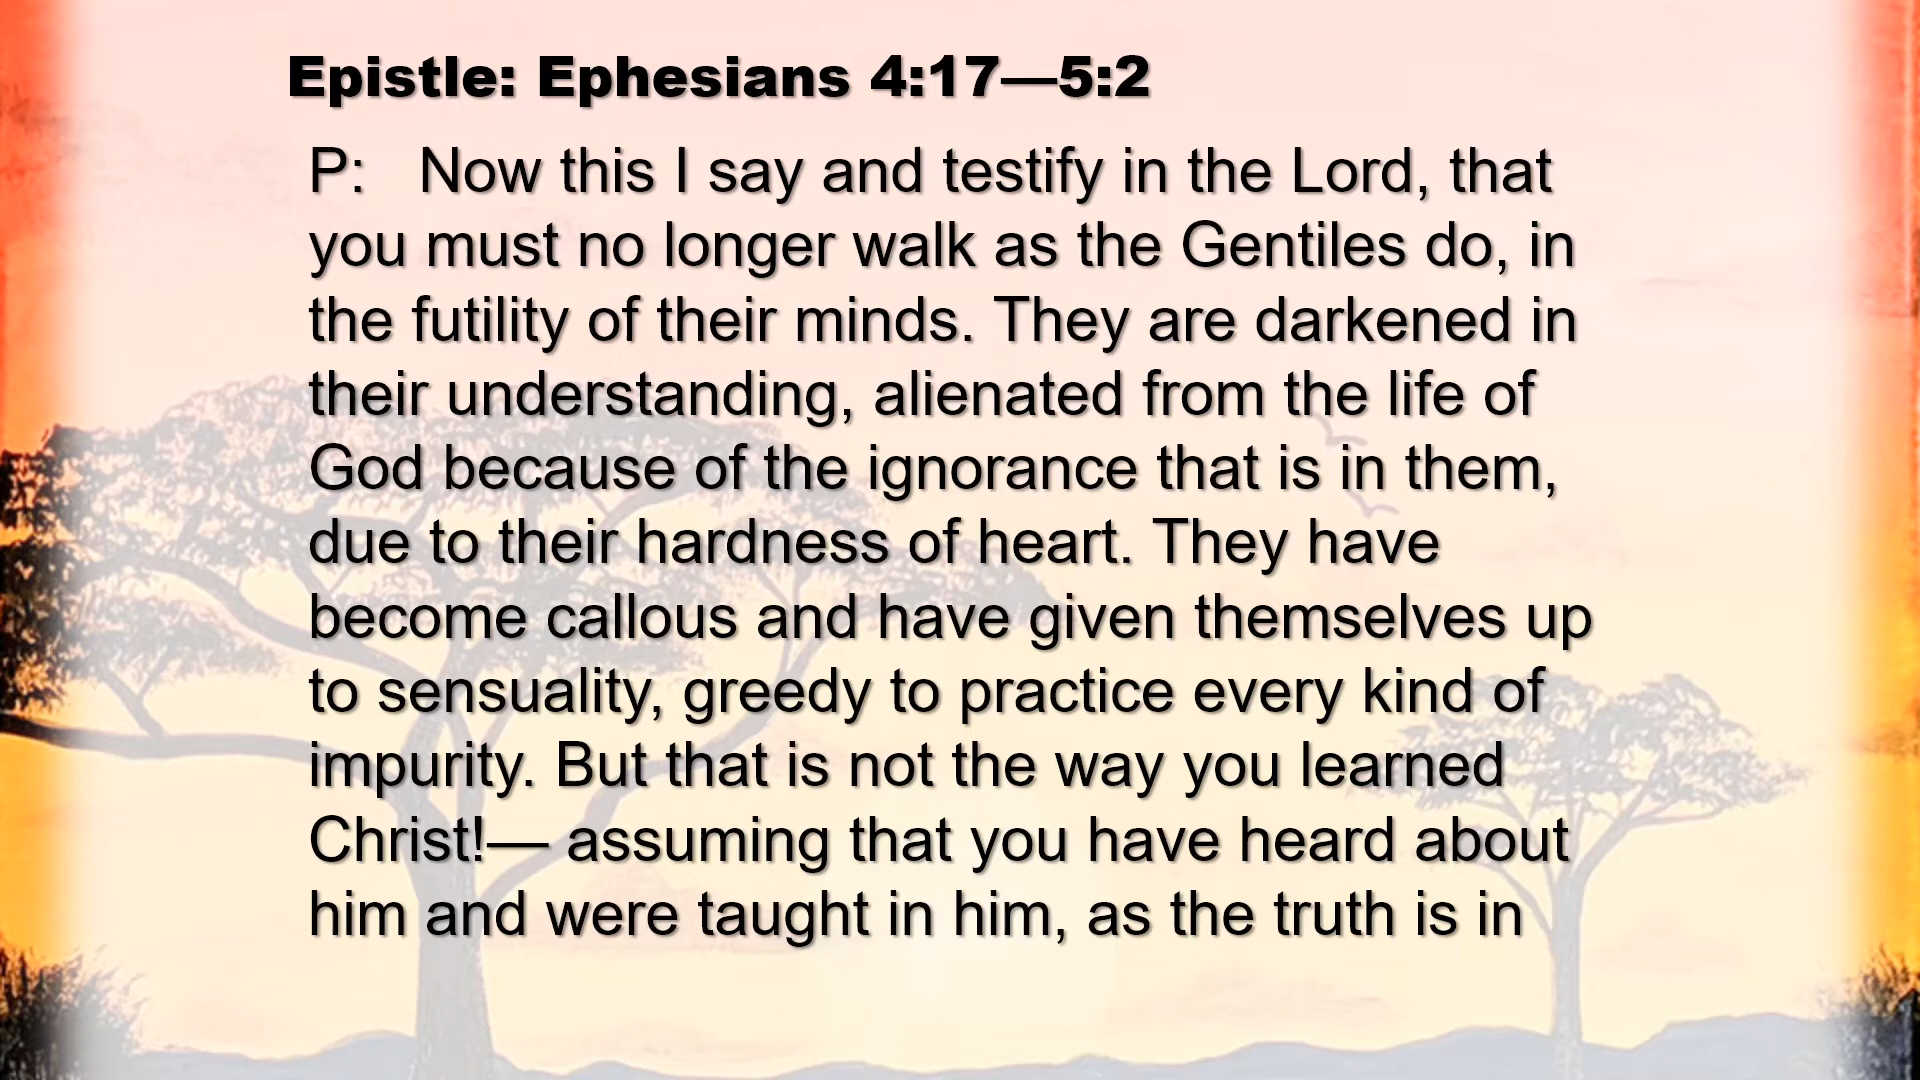 Epistle: Ephesians 4:17—5:2
P: Now this I say and testify in the Lord, that
you must no longer walk as the Gentiles do, in
the futility of their minds. They are darkened in
their understanding, alienated from the life of
God because of the ignorance that is in them,
due to their hardness of heart. They have
become callous and have given themselves up
to sensuality, greedy to practice every kind of
impurity. But that is not the way you learned
Christ!— assuming that you have heard about
him and were taught in him, as the truth is in